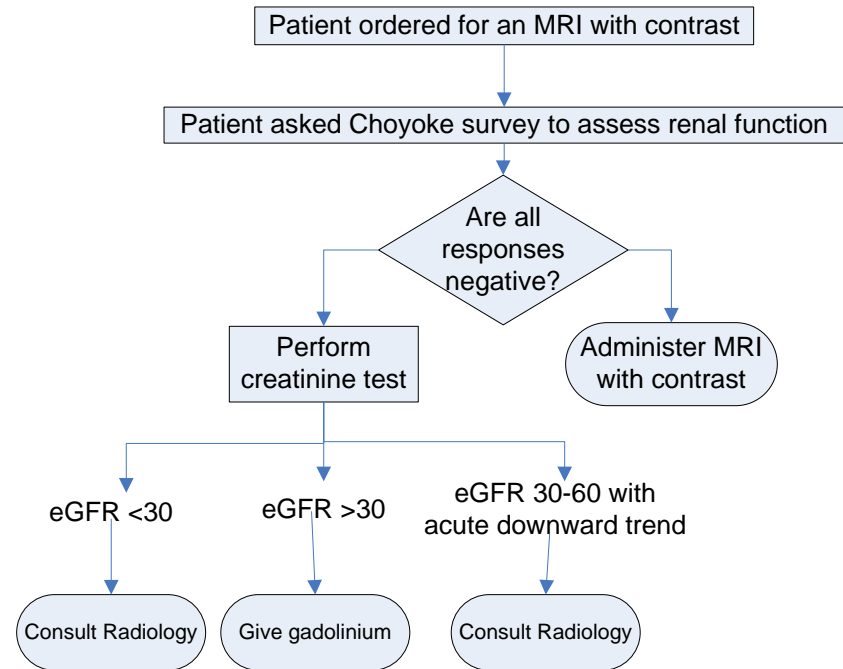 Patient ordered for an MRI with contrast
Patient asked Choyoke survey to assess renal function
Are all
responses
negative?
Perform
creatinine test
Administer MRI
with contrast
eGFR <30
eGFR >30
eGFR 30-60 with
acute downward trend
Consult Radiology
Give gadolinium
Consult Radiology